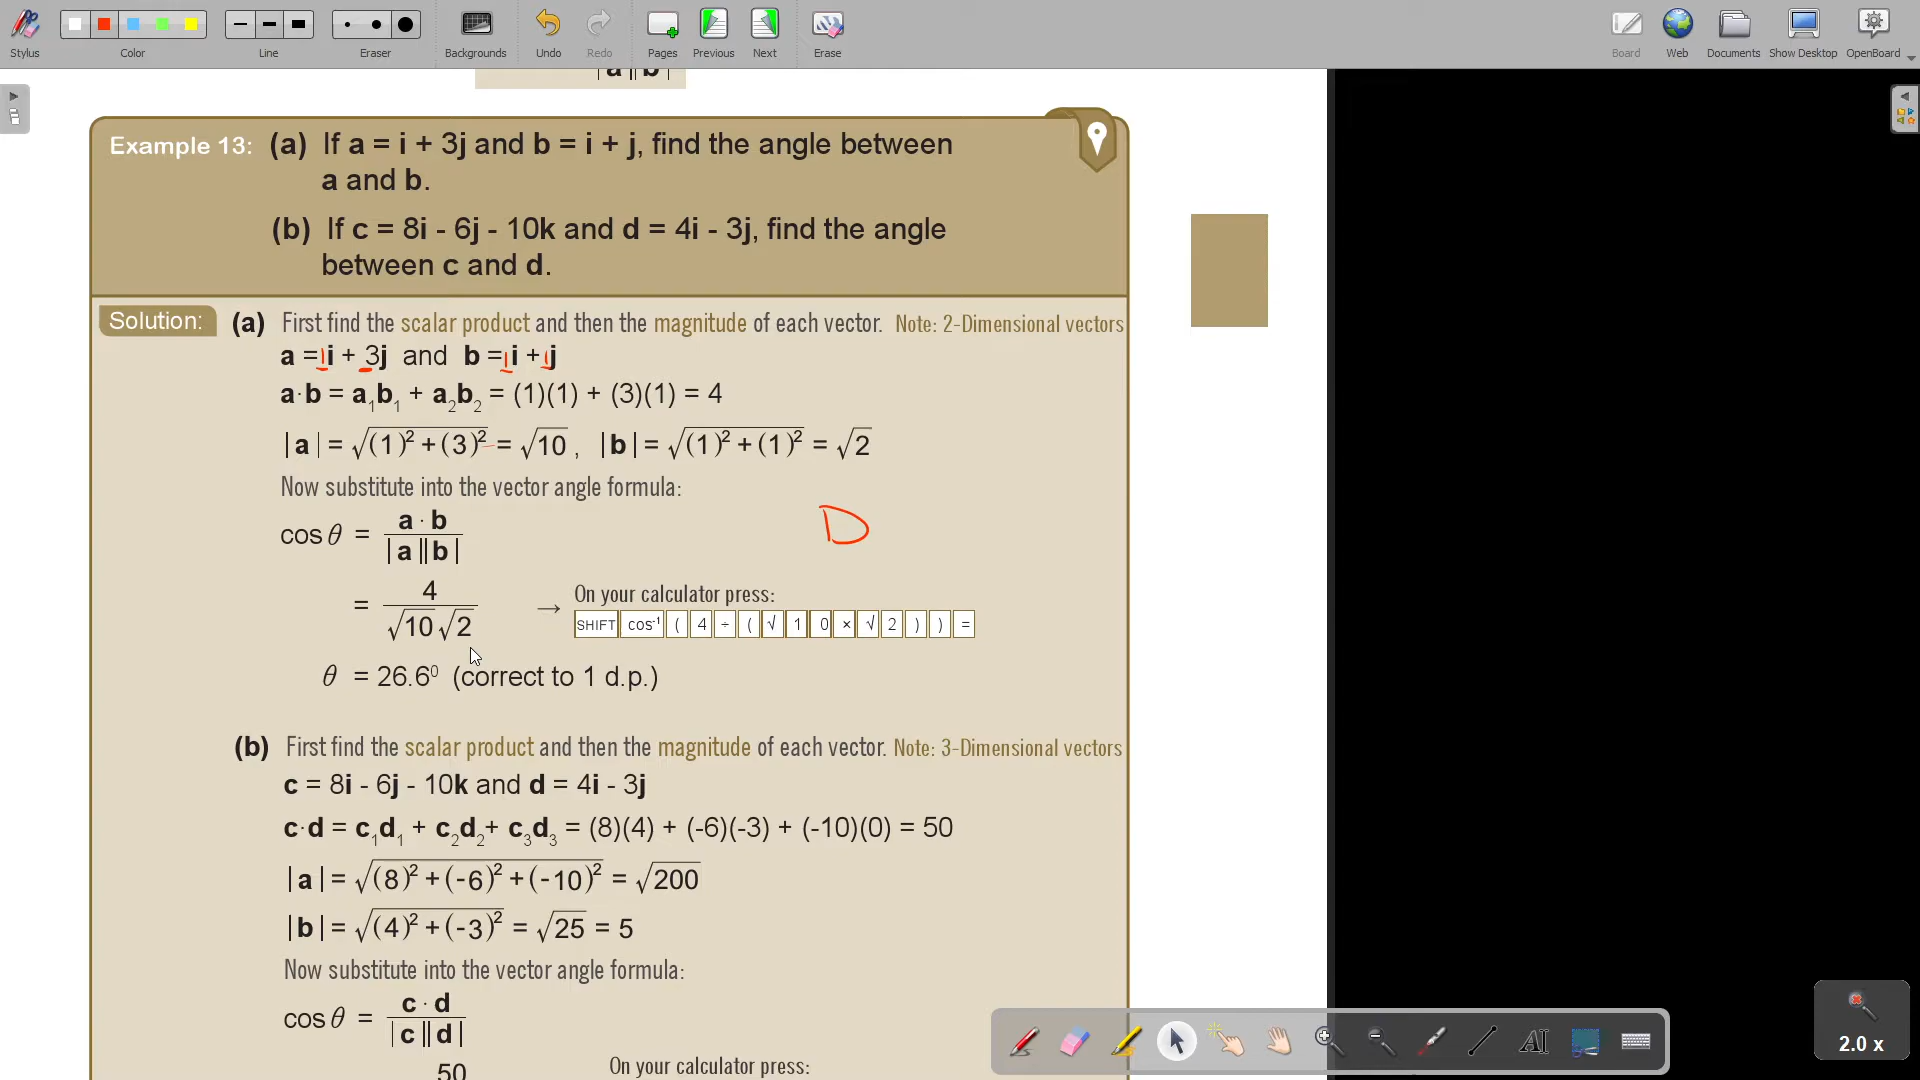 Stylus Color Line Eraser Backgrounds Undo Redo Pages Previous Next Erase Board Web Documents Show Desktop OpenBoard
|a||b|
Example 13: (a) If a = i + 3j and b = i + j, find the angle between
a and b.
(b) If c = 8i - 6j - 10k and d = 4i - 3j, find the angle
between c and d.
Solution: (a) First find the scalar product and then the magnitude of each vector. Note: 2-Dimensional vectors
a = 1i + 3j and b = 1i + 1j
a·b = a₁b₁ + a₂b₂ = (1)(1) + (3)(1) = 4
|a| = √((1)² + (3)²) = √10 , |b| = √((1)² + (1)²) = √2
Now substitute into the vector angle formula:
D
cos θ = a · b / |a||b|
= 4 / √10 √2 → On your calculator press:
SHIFT cos⁻¹ ( 4 ÷ ( √ 1 0 × √ 2 ) ) =
θ = 26.6⁰ (correct to 1 d.p.)
(b) First find the scalar product and then the magnitude of each vector. Note: 3-Dimensional vectors
c = 8i - 6j - 10k and d = 4i - 3j
c·d = c₁d₁ + c₂d₂+ c₃d₃ = (8)(4) + (-6)(-3) + (-10)(0) = 50
|a| = √((8)² + (-6)² + (-10)²) = √200
|b| = √((4)² + (-3)²) = √25 = 5
Now substitute into the vector angle formula:
cos θ = c · d / |c||d|
50 On your calculator press:
AI
2.0 x